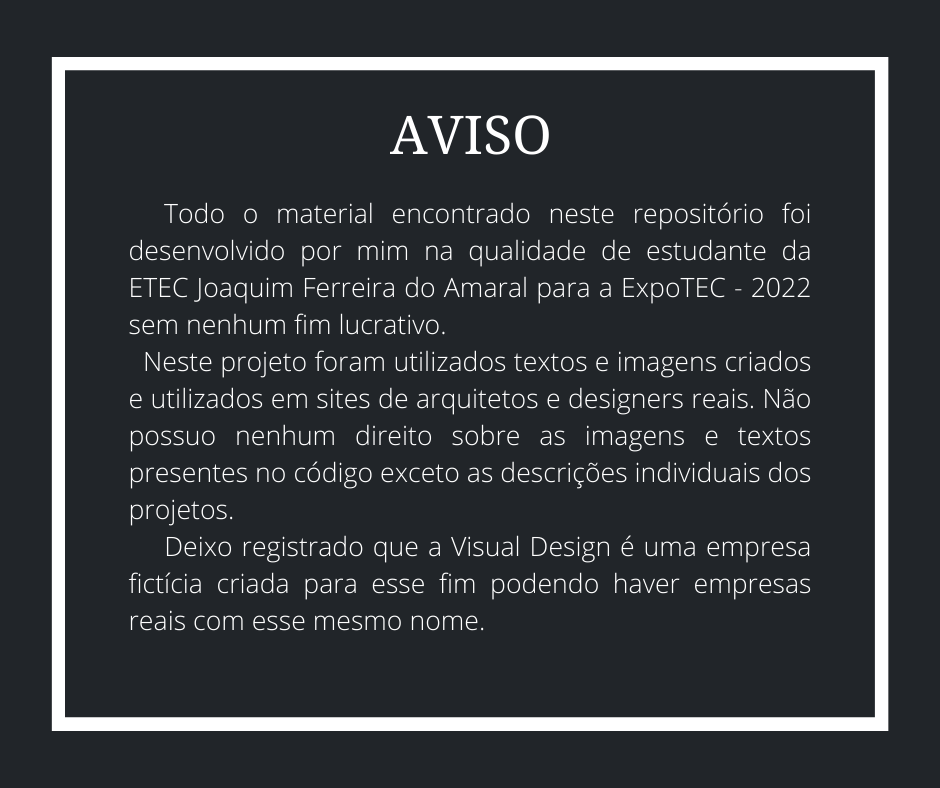 AVISO
Todo o material encontrado neste repositório foi
desenvolvido por mim na qualidade de estudante da
ETEC Joaquim Ferreira do Amaral para a ExpoTEC - 2022
sem nenhum fim lucrativo.
Neste projeto foram utilizados textos e imagens criados
e utilizados em sites de arquitetos e designers reais. Não
possuo nenhum direito sobre as imagens e textos
presentes no código exceto as descrições individuais dos
projetos.
Deixo registrado que a Visual Design é uma empresa
fictícia criada para esse fim podendo haver empresas
reais com esse mesmo nome.